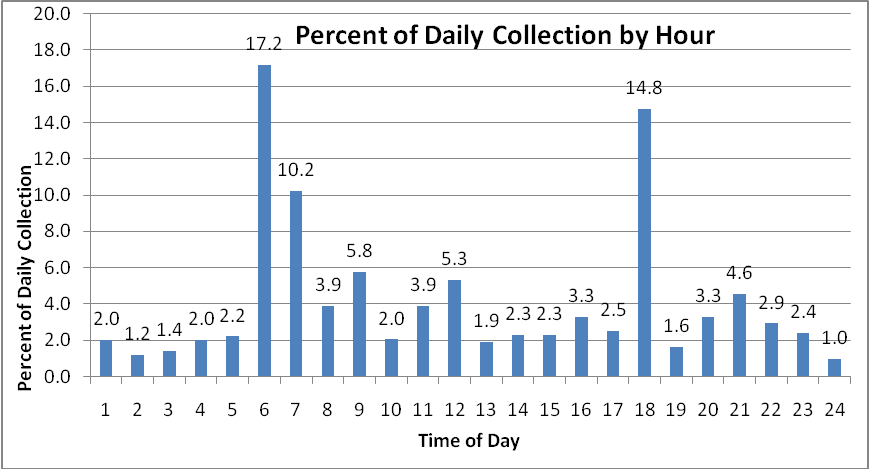 Percent of Daily Collection by Hour
Percent of Daily Collection
20.0
18.0
16.0
14.0
12.0
10.0
8.0
6.0
4.0
2.0
0.0
2.0 1.2 1.4 2.0 2.2 17.2 10.2 3.9 5.8 2.0 3.9 5.3 1.9 2.3 2.3 3.3 2.5 14.8 1.6 3.3 4.6 2.9 2.4 1.0
1 2 3 4 5 6 7 8 9 10 11 12 13 14 15 16 17 18 19 20 21 22 23 24
Time of Day